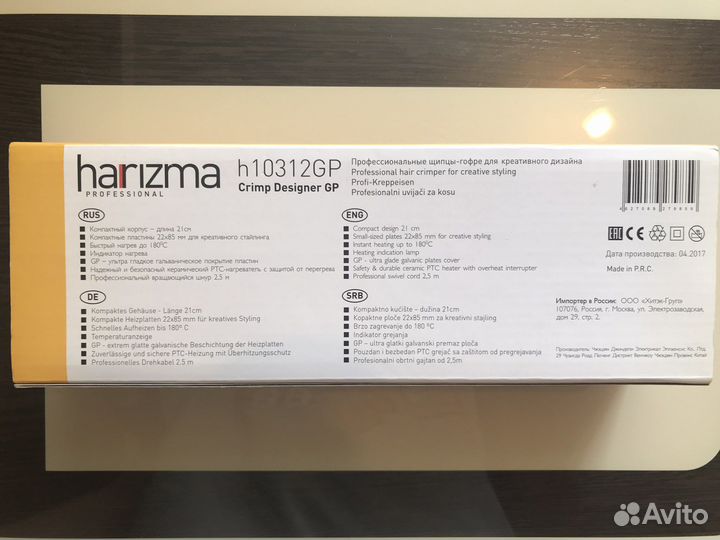 harizma
PROFESSIONAL
h10312GP
Crimp Designer GP
Профессиональные щипцы-гофре для креативного дизайна
Professional hair crimper for creative styling
Profi-Kreppeisen
Profesionalni uvijači za kosu
RUS
Компактный корпус – длина 21см
Компактные пластины 22х85 мм для креативного стайлинга
Быстрый нагрев до 180°C
Индикатор нагрева
GP – ультра гладкое гальваническое покрытие пластин
Надежный и безопасный керамический PTC-нагреватель с защитой от перегрева
Профессиональный вращающийся шнур 2,5 м
ENG
Compact design 21 cm
Small-sized plates 22x85 mm for creative styling
Instant heating up to 180°C
Heating indication lamp
GP - ultra glade galvanic plates cover
Safety & durable ceramic PTC heater with overheat interrupter
Professional swivel cord 2,5 m
DE
Kompaktes Gehäuse - Länge 21cm
Kompakte Heizplatten 22x85 mm für kreatives Styling
Schnelles Aufheizen bis 180° C
Temperaturanzeige
GP - extrem glatte galvanische Beschichtung der Heizplatten
Zuverlässige und sichere PTC-Heizung mit Überhitzungsschutz
Professionelles Drehkabel 2,5 m
SRB
Kompaktno kućište – dužina 21cm
Kopaktne ploče 22x85 mm za kreativni stajling
Brzo zagrevanje do 180 °C
Indikator grejanja
GP - ultra glatki galvanski premaz ploča
Pouzdan i bezbedan PTC grejač sa zaštitom od pregrejavanja
Profesionalni obrtni gajtan od 2,5m
4627088279800
EAC CE
Дата производства: 04.2017
Made in P.R.C.
Импортер в России: ООО «Хитэк-Груп»
107076, Россия, г. Москва, ул. Электрозаводская,
дом 29, стр. 2.
Avito